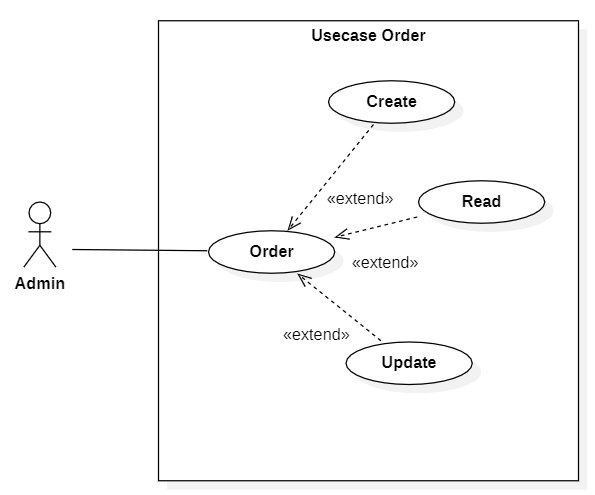 Usecase Order
Create
«extend»
Read
Order
«extend»
Admin
«extend»
Update